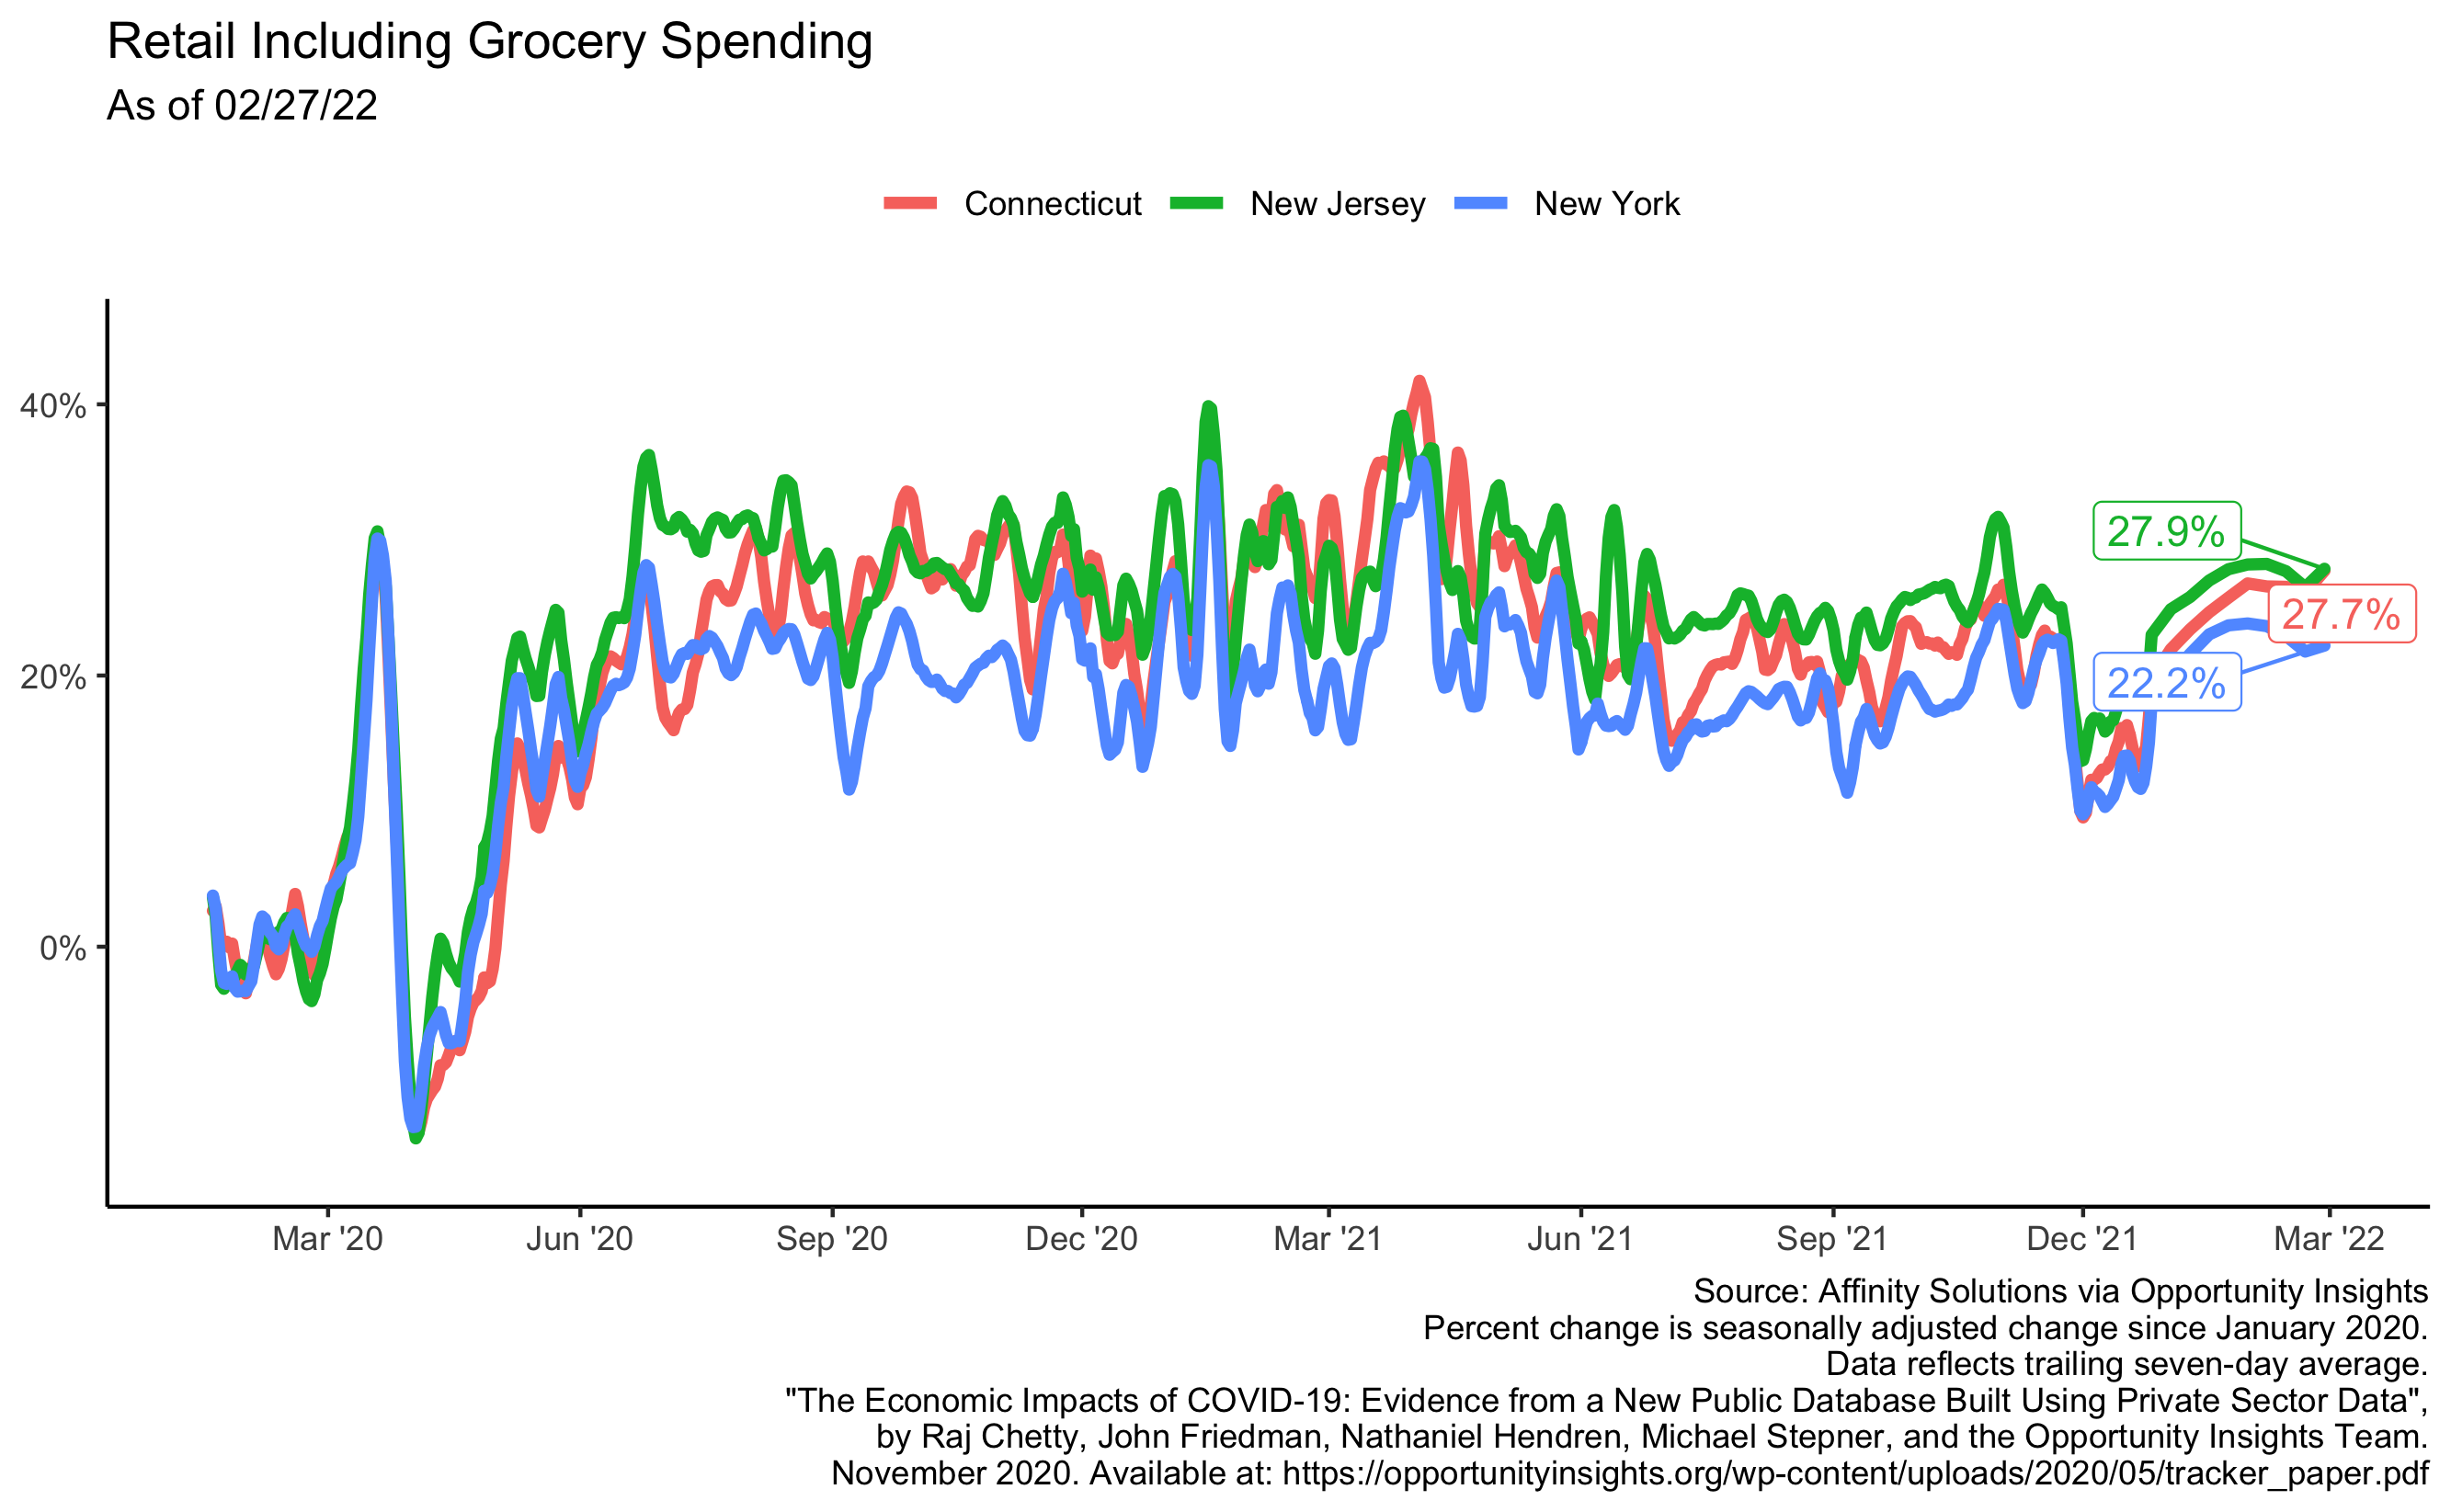 Retail Including Grocery Spending
As of 02/27/22
Connecticut New Jersey New York
40%
20%
0%
27.9%
27.7%
22.2%
Mar '20 Jun '20 Sep '20 Dec '20 Mar '21 Jun '21 Sep '21 Dec '21 Mar '22
Source: Affinity Solutions via Opportunity Insights
Percent change is seasonally adjusted change since January 2020.
Data reflects trailing seven-day average.
"The Economic Impacts of COVID-19: Evidence from a New Public Database Built Using Private Sector Data",
by Raj Chetty, John Friedman, Nathaniel Hendren, Michael Stepner, and the Opportunity Insights Team.
November 2020. Available at: https://opportunityinsights.org/wp-content/uploads/2020/05/tracker_paper.pdf